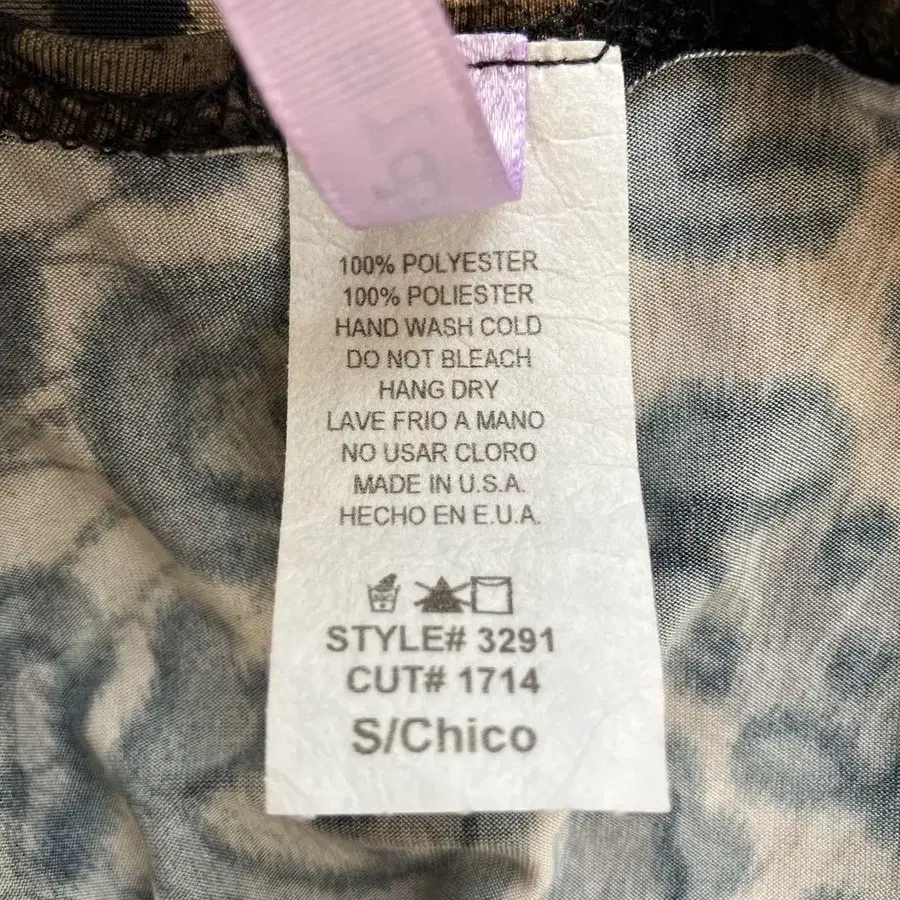 100% POLYESTER
100% POLIESTER
HAND WASH COLD
DO NOT BLEACH
HANG DRY
LAVE FRIO A MANO
NO USAR CLORO
MADE IN U.S.A.
HECHO EN E.U.A.
STYLE# 3291
CUT# 1714
S/Chico